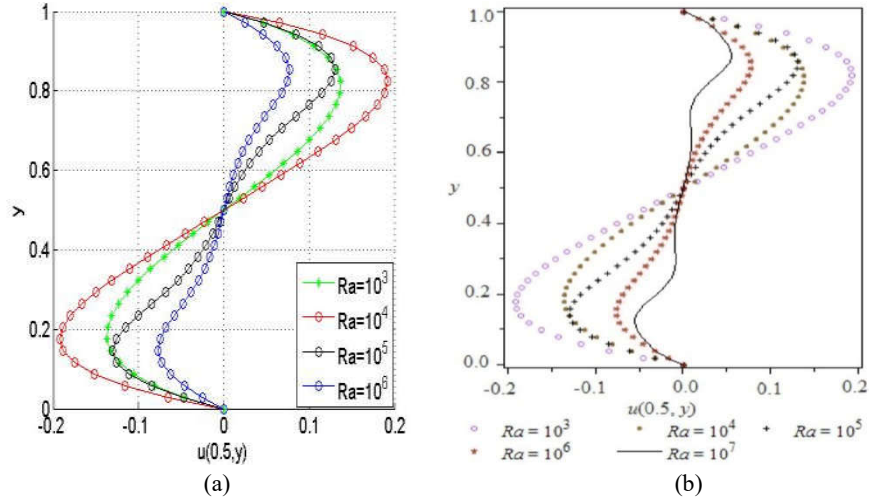 1
0.8
0.6
0.4
0.2
0
y
-0.2
-0.1
0
0.1
0.2
u(0.5,y)
Ra=10³
Ra=10⁴
Ra=10⁵
Ra=10⁶
(a)
1.0
0.8
0.6
y
0.4
0.2
0.0
-0.2
-0.1
0.0
0.1
0.2
u(0.5, y)
Ra = 10³
Ra = 10⁴
Ra = 10⁵
Ra = 10⁶
Ra = 10⁷
(b)